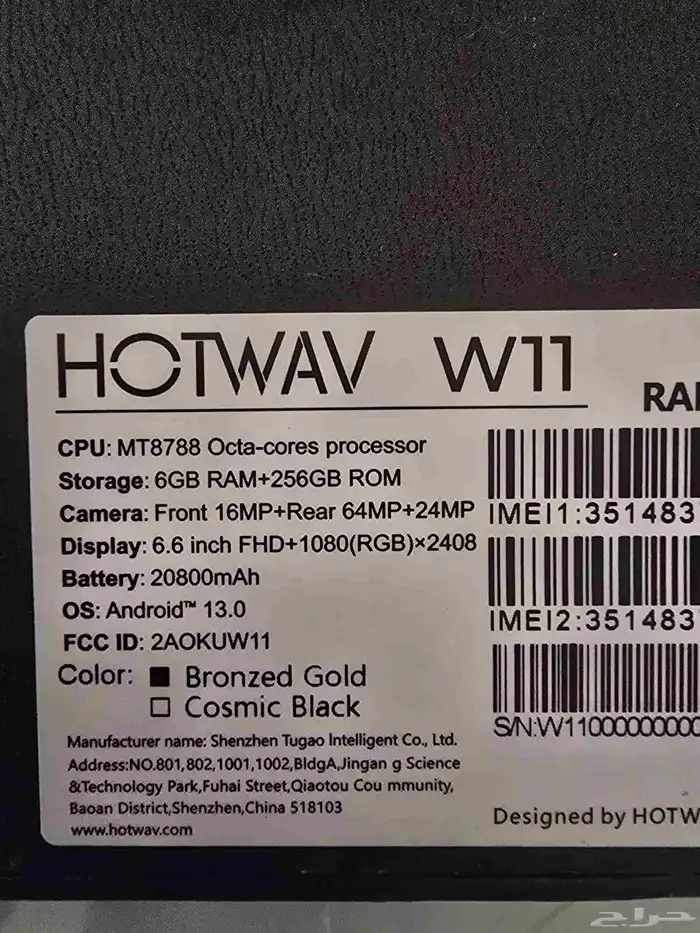 HOTWAV W11
RA
CPU: MT8788 Octa-cores processor
Storage: 6GB RAM+256GB ROM
Camera: Front 16MP+Rear 64MP+24MP
Display: 6.6 inch FHD+1080(RGB)×2408
Battery: 20800mAh
OS: Android™ 13.0
FCC ID: 2AOKUW11
Color: ■ Bronzed Gold
□ Cosmic Black
Manufacturer name: Shenzhen Tugao Intelligent Co., Ltd.
Address:NO.801,802,1001,1002,BldgA,Jingan g Science
&Technology Park,Fuhai Street,Qiaotou Cou mmunity,
Baoan District,Shenzhen,China 518103
www.hotwav.com
IMEI1:351483
IMEI2:351483
S/N:W11000000000
Designed by HOTW
حراج